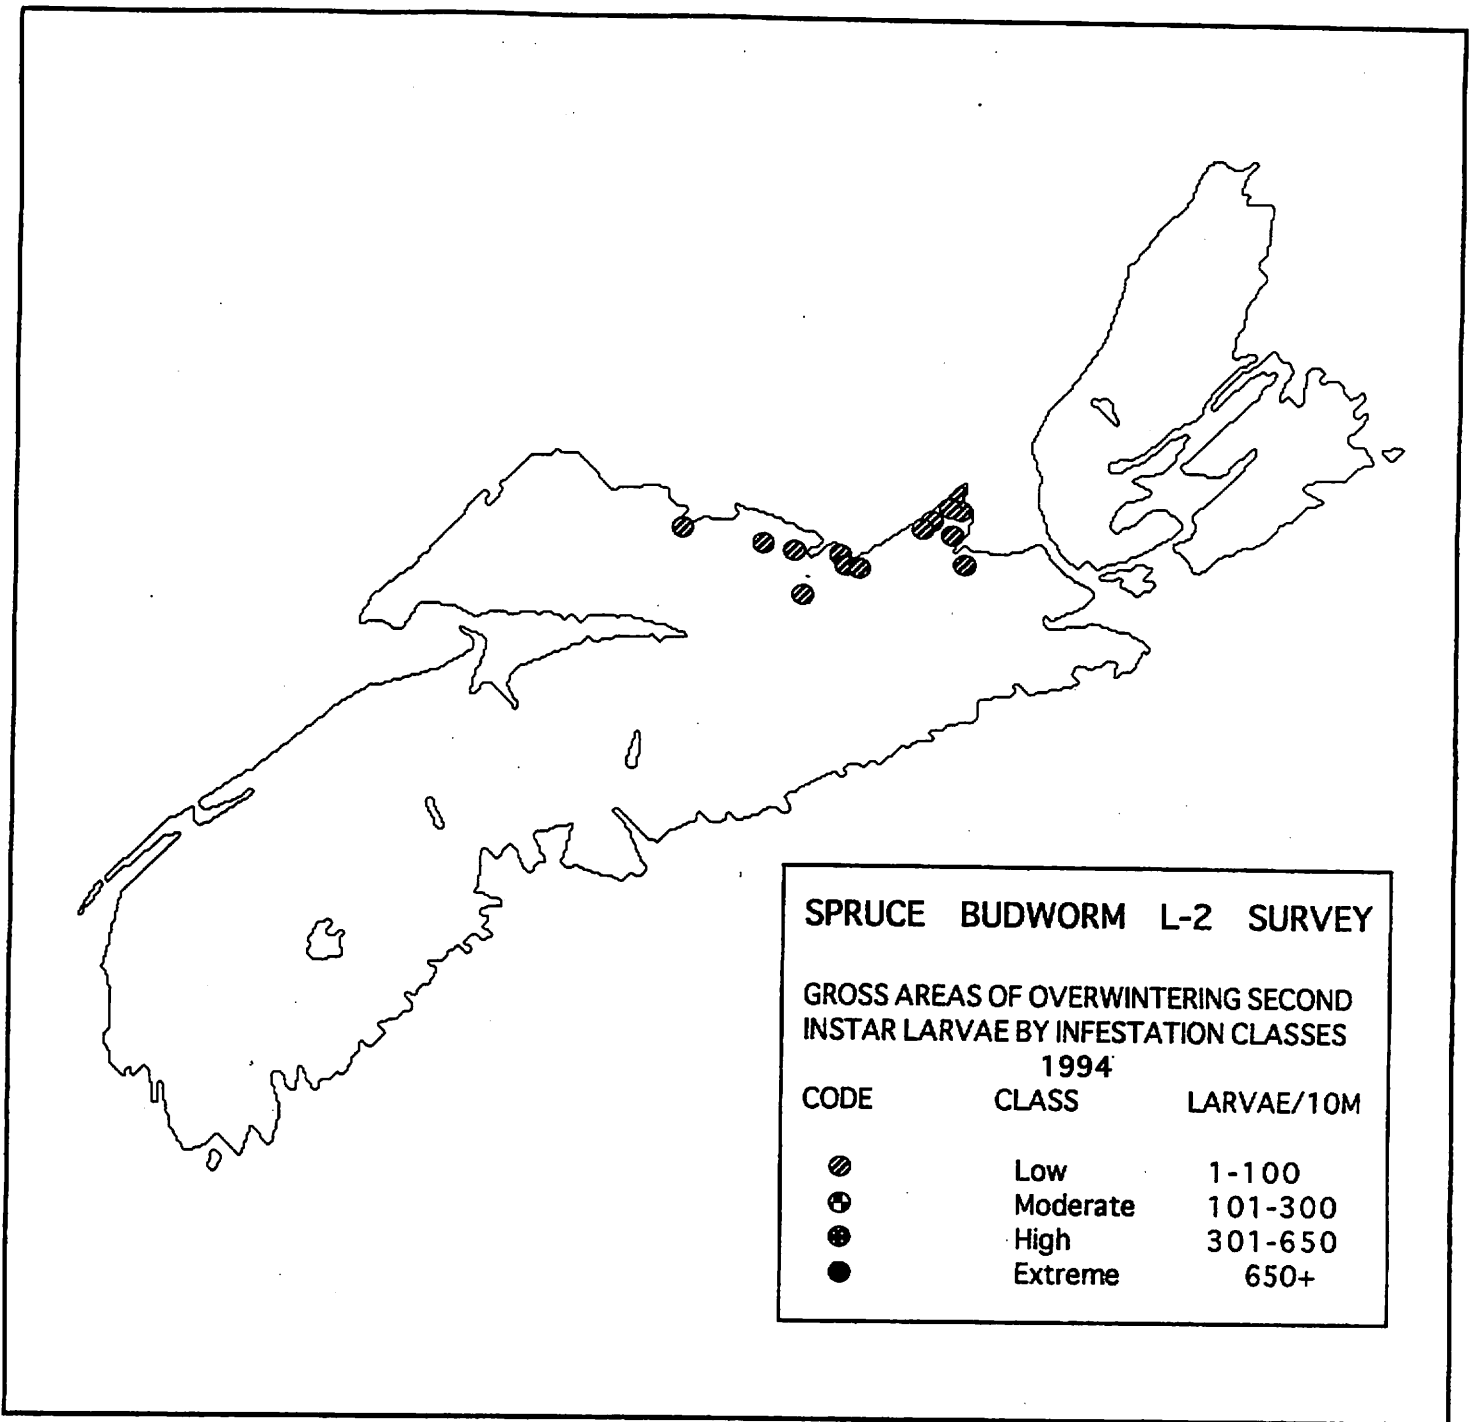 SPRUCE BUDWORM L-2 SURVEY
GROSS AREAS OF OVERWINTERING SECOND
INSTAR LARVAE BY INFESTATION CLASSES
1994
CODE CLASS LARVAE/10M
Low 1-100
Moderate 101-300
High 301-650
Extreme 650+